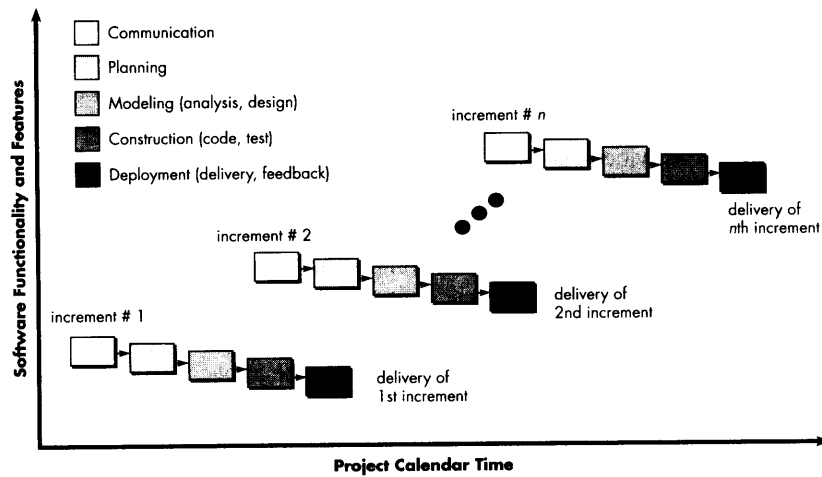 Communication
Planning
Modeling (analysis, design)
Construction (code, test)
Deployment (delivery, feedback)
increment # n
delivery of
nth increment
increment # 2
delivery of
2nd increment
increment # 1
delivery of
1st increment
Software Functionality and Features
Project Calendar Time